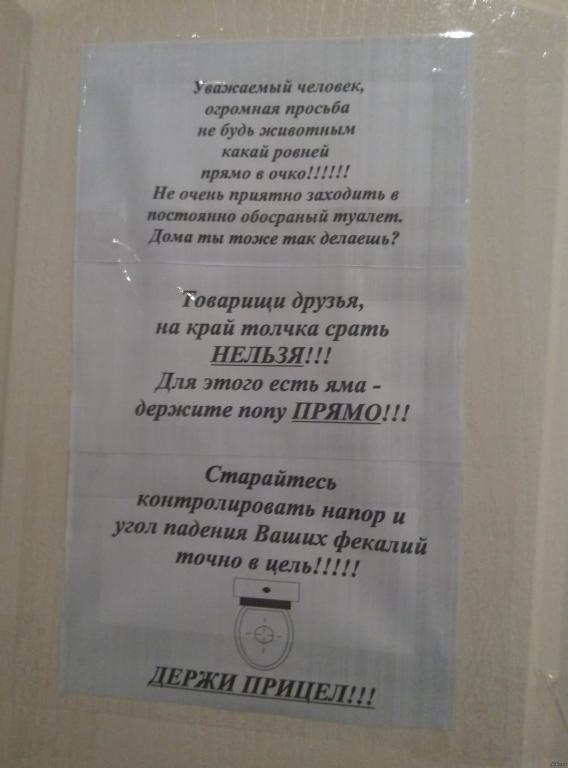 Уважаемый человек,
огромная просьба
не будь животным
какай ровней
прямо в очко!!!!!!
Не очень приятно заходить в
постоянно обосраный туалет.
Дома ты тоже так делаешь?
Товарищи друзья,
на край толчка срать
НЕЛЬЗЯ!!!
Для этого есть яма -
держите попу ПРЯМО!!!
Старайтесь
контролировать напор и
угол падения Ваших фекалий
точно в цель!!!!!
ДЕРЖИ ПРИЦЕЛ!!!